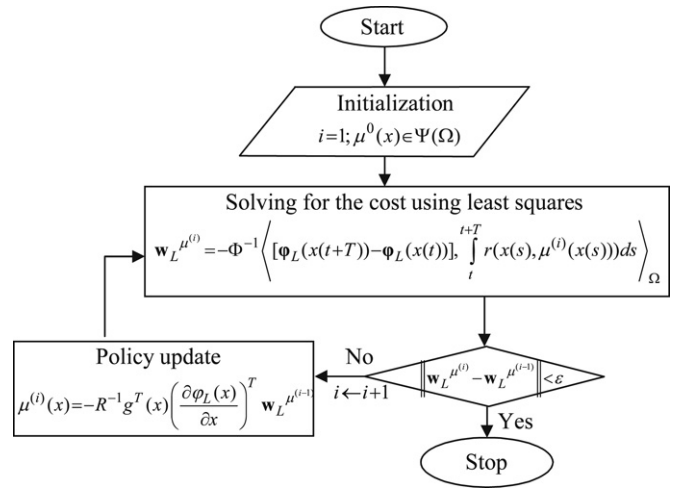 Start
Initialization
i=1; μ⁰(x)∈Ψ(Ω)
Solving for the cost using least squares
𝐰_L^{μ^{(i)}} = −Φ^{−1}⟨[𝛗_L(x(t+T))−𝛗_L(x(t))], ∫_t^{t+T} r(x(s), μ^{(i)}(x(s)))ds⟩_Ω
Policy update
μ^{(i)}(x)=−R^{−1}g^T(x)(∂φ_L(x)/∂x)^T 𝐰_L^{μ^{(i-1)}}
No
i←i+1
‖𝐰_L^{μ^{(i)}}−𝐰_L^{μ^{(i-1)}}‖<ε
Yes
Stop